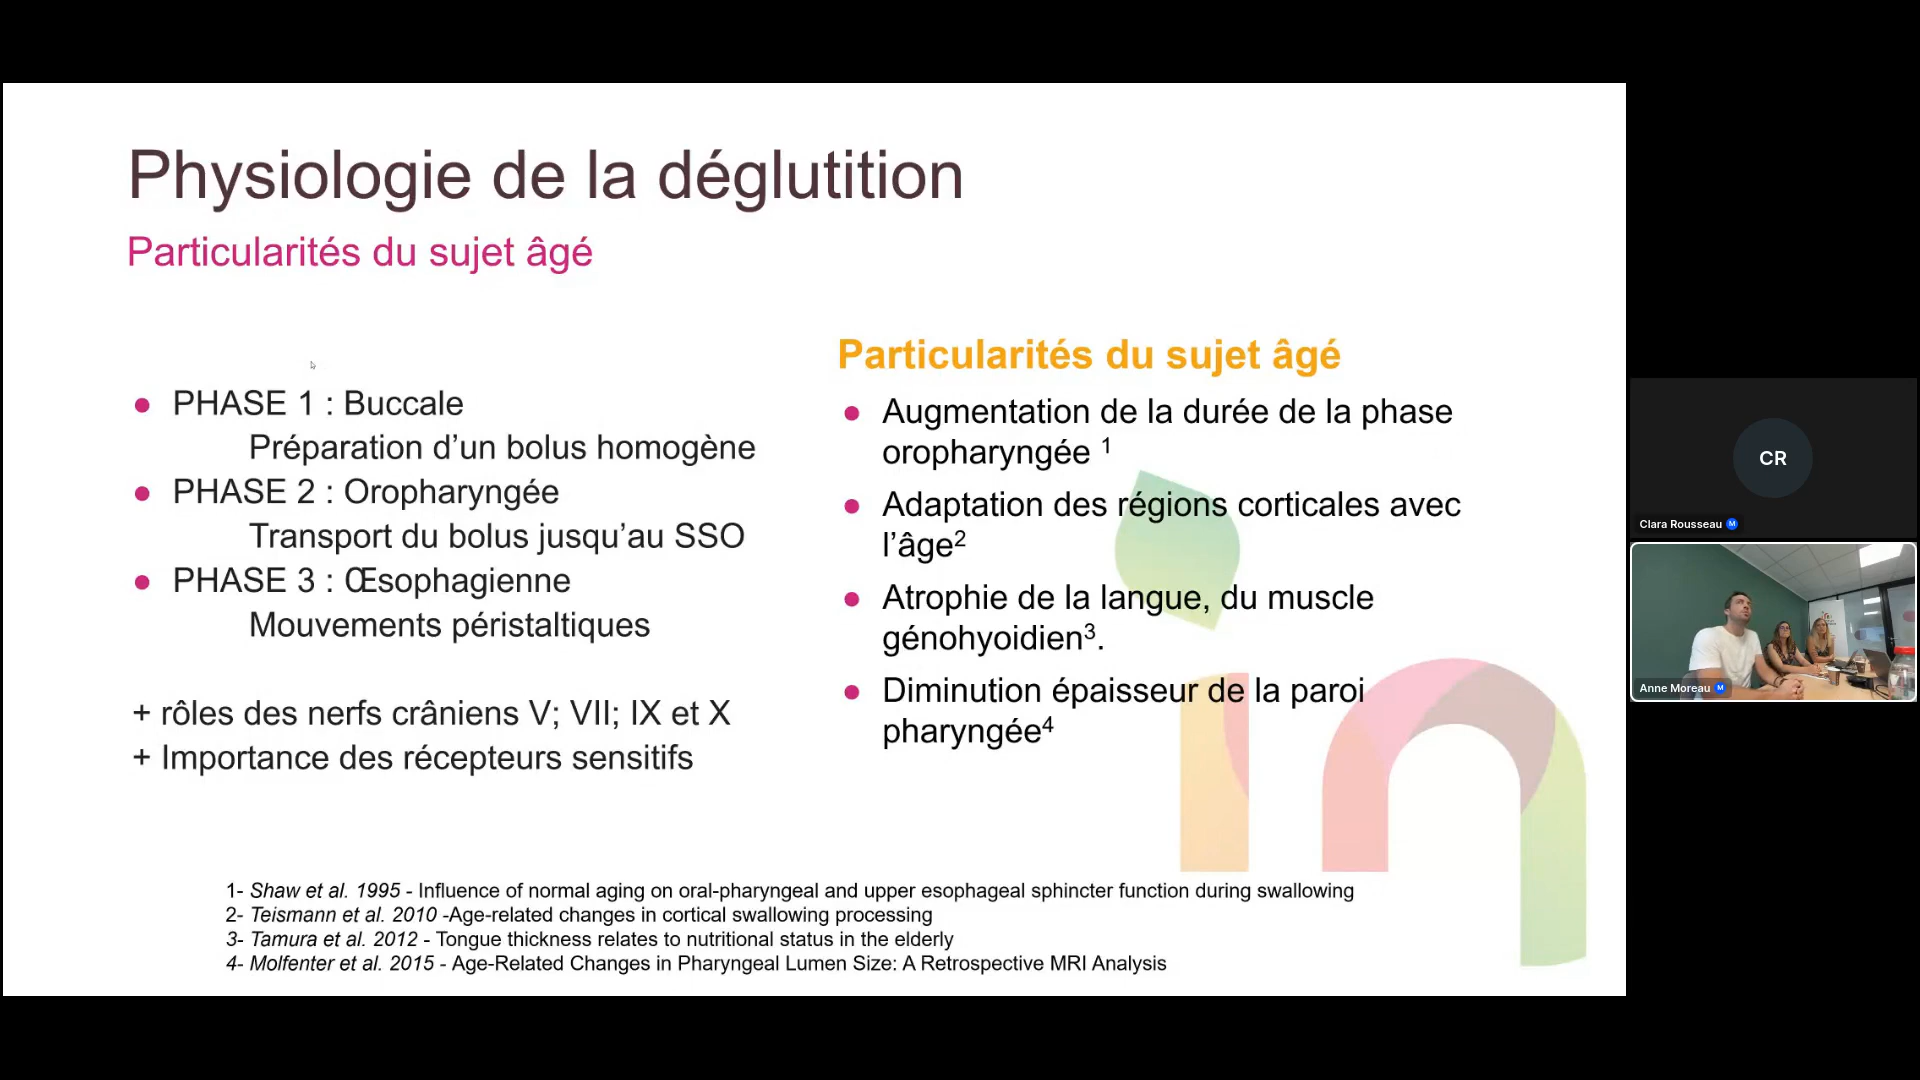 Physiologie de la déglutition
Particularités du sujet âgé
● PHASE 1 : Buccale
Préparation d’un bolus homogène
● PHASE 2 : Oropharyngée
Transport du bolus jusqu’au SSO
● PHASE 3 : Œsophagienne
Mouvements péristaltiques
+ rôles des nerfs crâniens V; VII; IX et X
+ Importance des récepteurs sensitifs
Particularités du sujet âgé
● Augmentation de la durée de la phase
oropharyngée ¹
● Adaptation des régions corticales avec
l’âge²
● Atrophie de la langue, du muscle
génohyoidien³.
● Diminution épaisseur de la paroi
pharyngée⁴
1- Shaw et al. 1995 - Influence of normal aging on oral-pharyngeal and upper esophageal sphincter function during swallowing
2- Teismann et al. 2010 -Age-related changes in cortical swallowing processing
3- Tamura et al. 2012 - Tongue thickness relates to nutritional status in the elderly
4- Molfenter et al. 2015 - Age-Related Changes in Pharyngeal Lumen Size: A Retrospective MRI Analysis
in
CR
Clara Rousseau M
Anne Moreau M